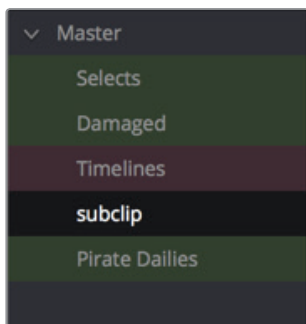 Master
Selects
Damaged
Timelines
subclip
Pirate Dailies